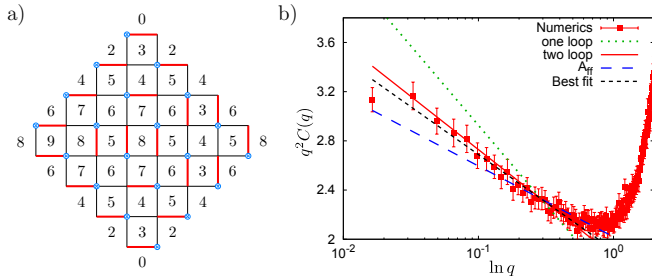 a)
0
2 3 2
4 5 4 5 4
6 7 6 7 6 3 6
8 9 8 5 8 5 4 5 8
6 7 6 7 6 3 6
4 5 4 5 4
2 3 2
0
b)
q²C(q)
3.6
3.2
2.8
2.4
2
10⁻²
10⁻¹
10⁰
ln q
Numerics
one loop
two loop
A_ff
Best fit